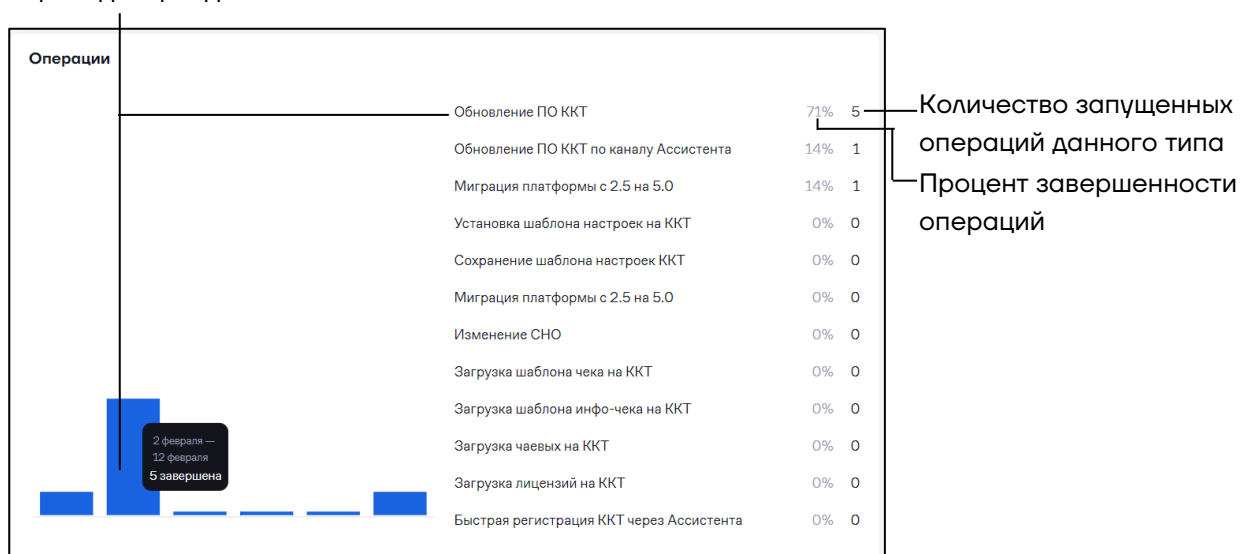 Операции
Обновление ПО ККТ 71% 5
Количество запущенных
операций данного типа
Обновление ПО ККТ по каналу Ассистента 14% 1
Процент завершенности
операций
Миграция платформы с 2.5 на 5.0 14% 1
Установка шаблона настроек на ККТ 0% 0
Сохранение шаблона настроек ККТ 0% 0
Миграция платформы с 2.5 на 5.0 0% 0
Изменение СНО 0% 0
Загрузка шаблона чека на ККТ 0% 0
Загрузка шаблона инфо-чека на ККТ 0% 0
2 февраля —
12 февраля
5 завершена
Загрузка чаевых на ККТ 0% 0
Загрузка лицензий на ККТ 0% 0
Быстрая регистрация ККТ через Ассистента 0% 0